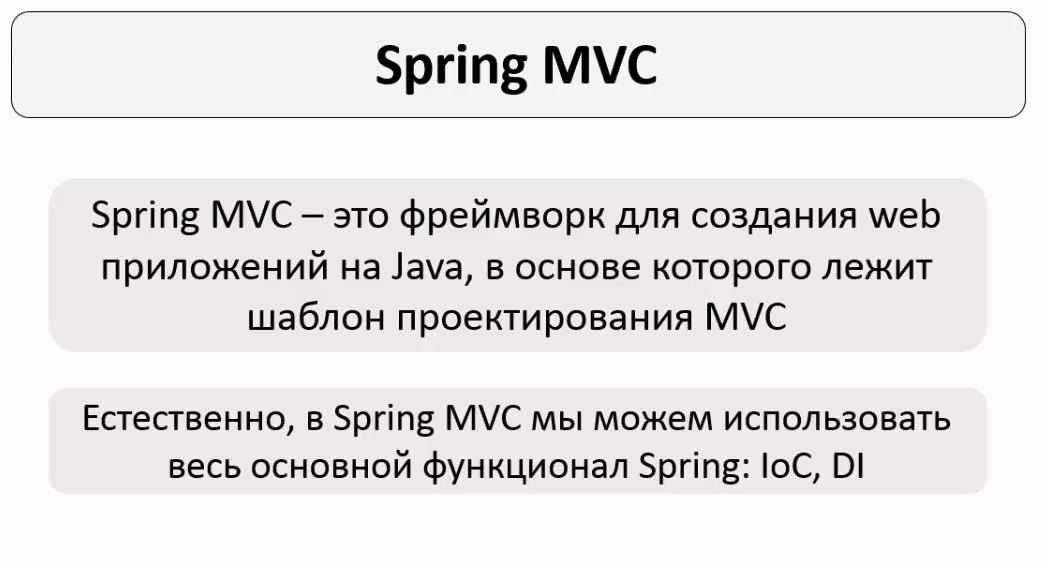 Spring MVC
Spring MVC – это фреймворк для создания web
приложений на Java, в основе которого лежит
шаблон проектирования MVC
Естественно, в Spring MVC мы можем использовать
весь основной функционал Spring: IoC, DI